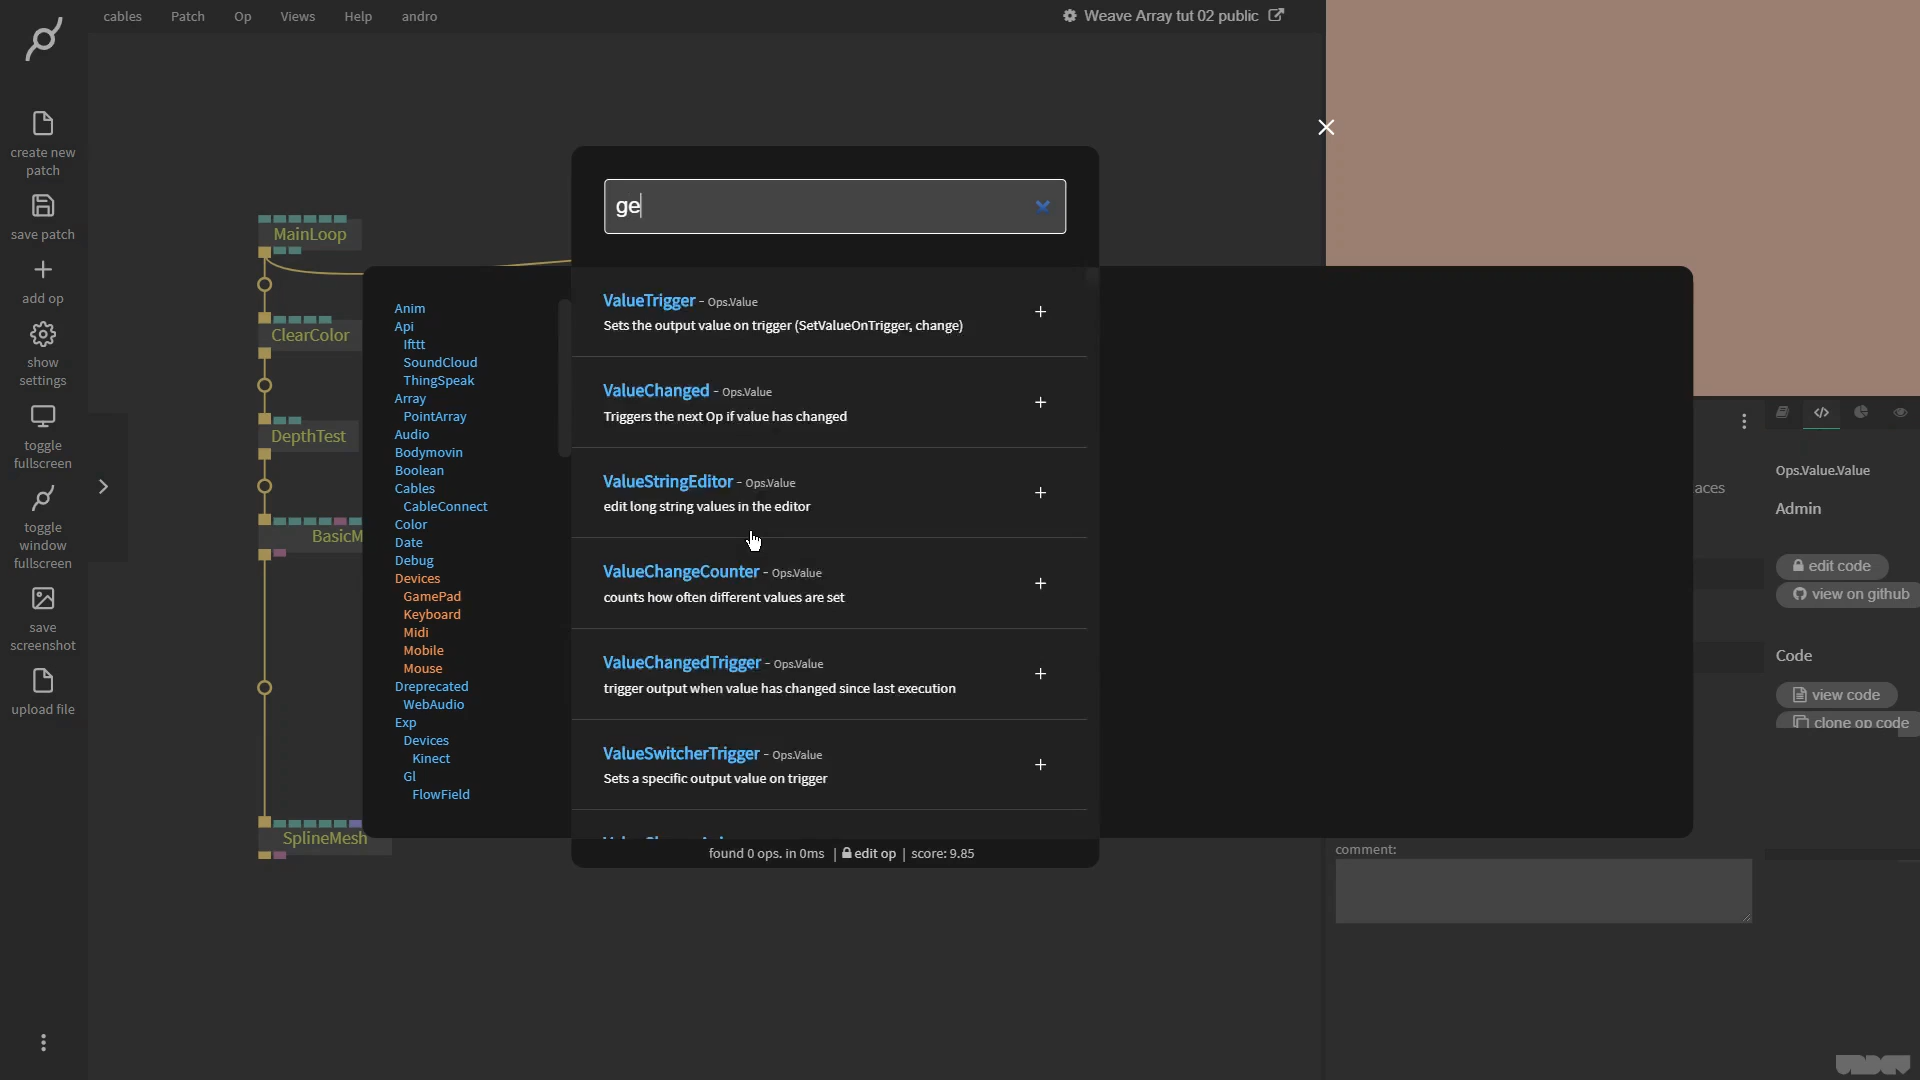 cables Patch Op Views Help andro
Weave Array tut 02 public
create new
patch
save patch
add op
show
settings
toggle
fullscreen
toggle
window
fullscreen
save
screenshot
upload file
MainLoop
ClearColor
DepthTest
BasicM
SplineMesh
ge
Anim
Api
Ifttt
SoundCloud
ThingSpeak
Array
PointArray
Audio
Bodymovin
Boolean
Cables
CableConnect
Color
Date
Debug
Devices
GamePad
Keyboard
Midi
Mobile
Mouse
Dreprecated
WebAudio
Exp
Devices
Kinect
Gl
FlowField
ValueTrigger - Ops.Value
Sets the output value on trigger (SetValueOnTrigger, change)
ValueChanged - Ops.Value
Triggers the next Op if value has changed
ValueStringEditor - Ops.Value
edit long string values in the editor
ValueChangeCounter - Ops.Value
counts how often different values are set
ValueChangedTrigger - Ops.Value
trigger output when value has changed since last execution
ValueSwitcherTrigger - Ops.Value
Sets a specific output value on trigger
found 0 ops. in 0ms | edit op | score: 9.85
Ops.Value.Value
aces
Admin
edit code
view on github
Code
view code
clone op code
comment: